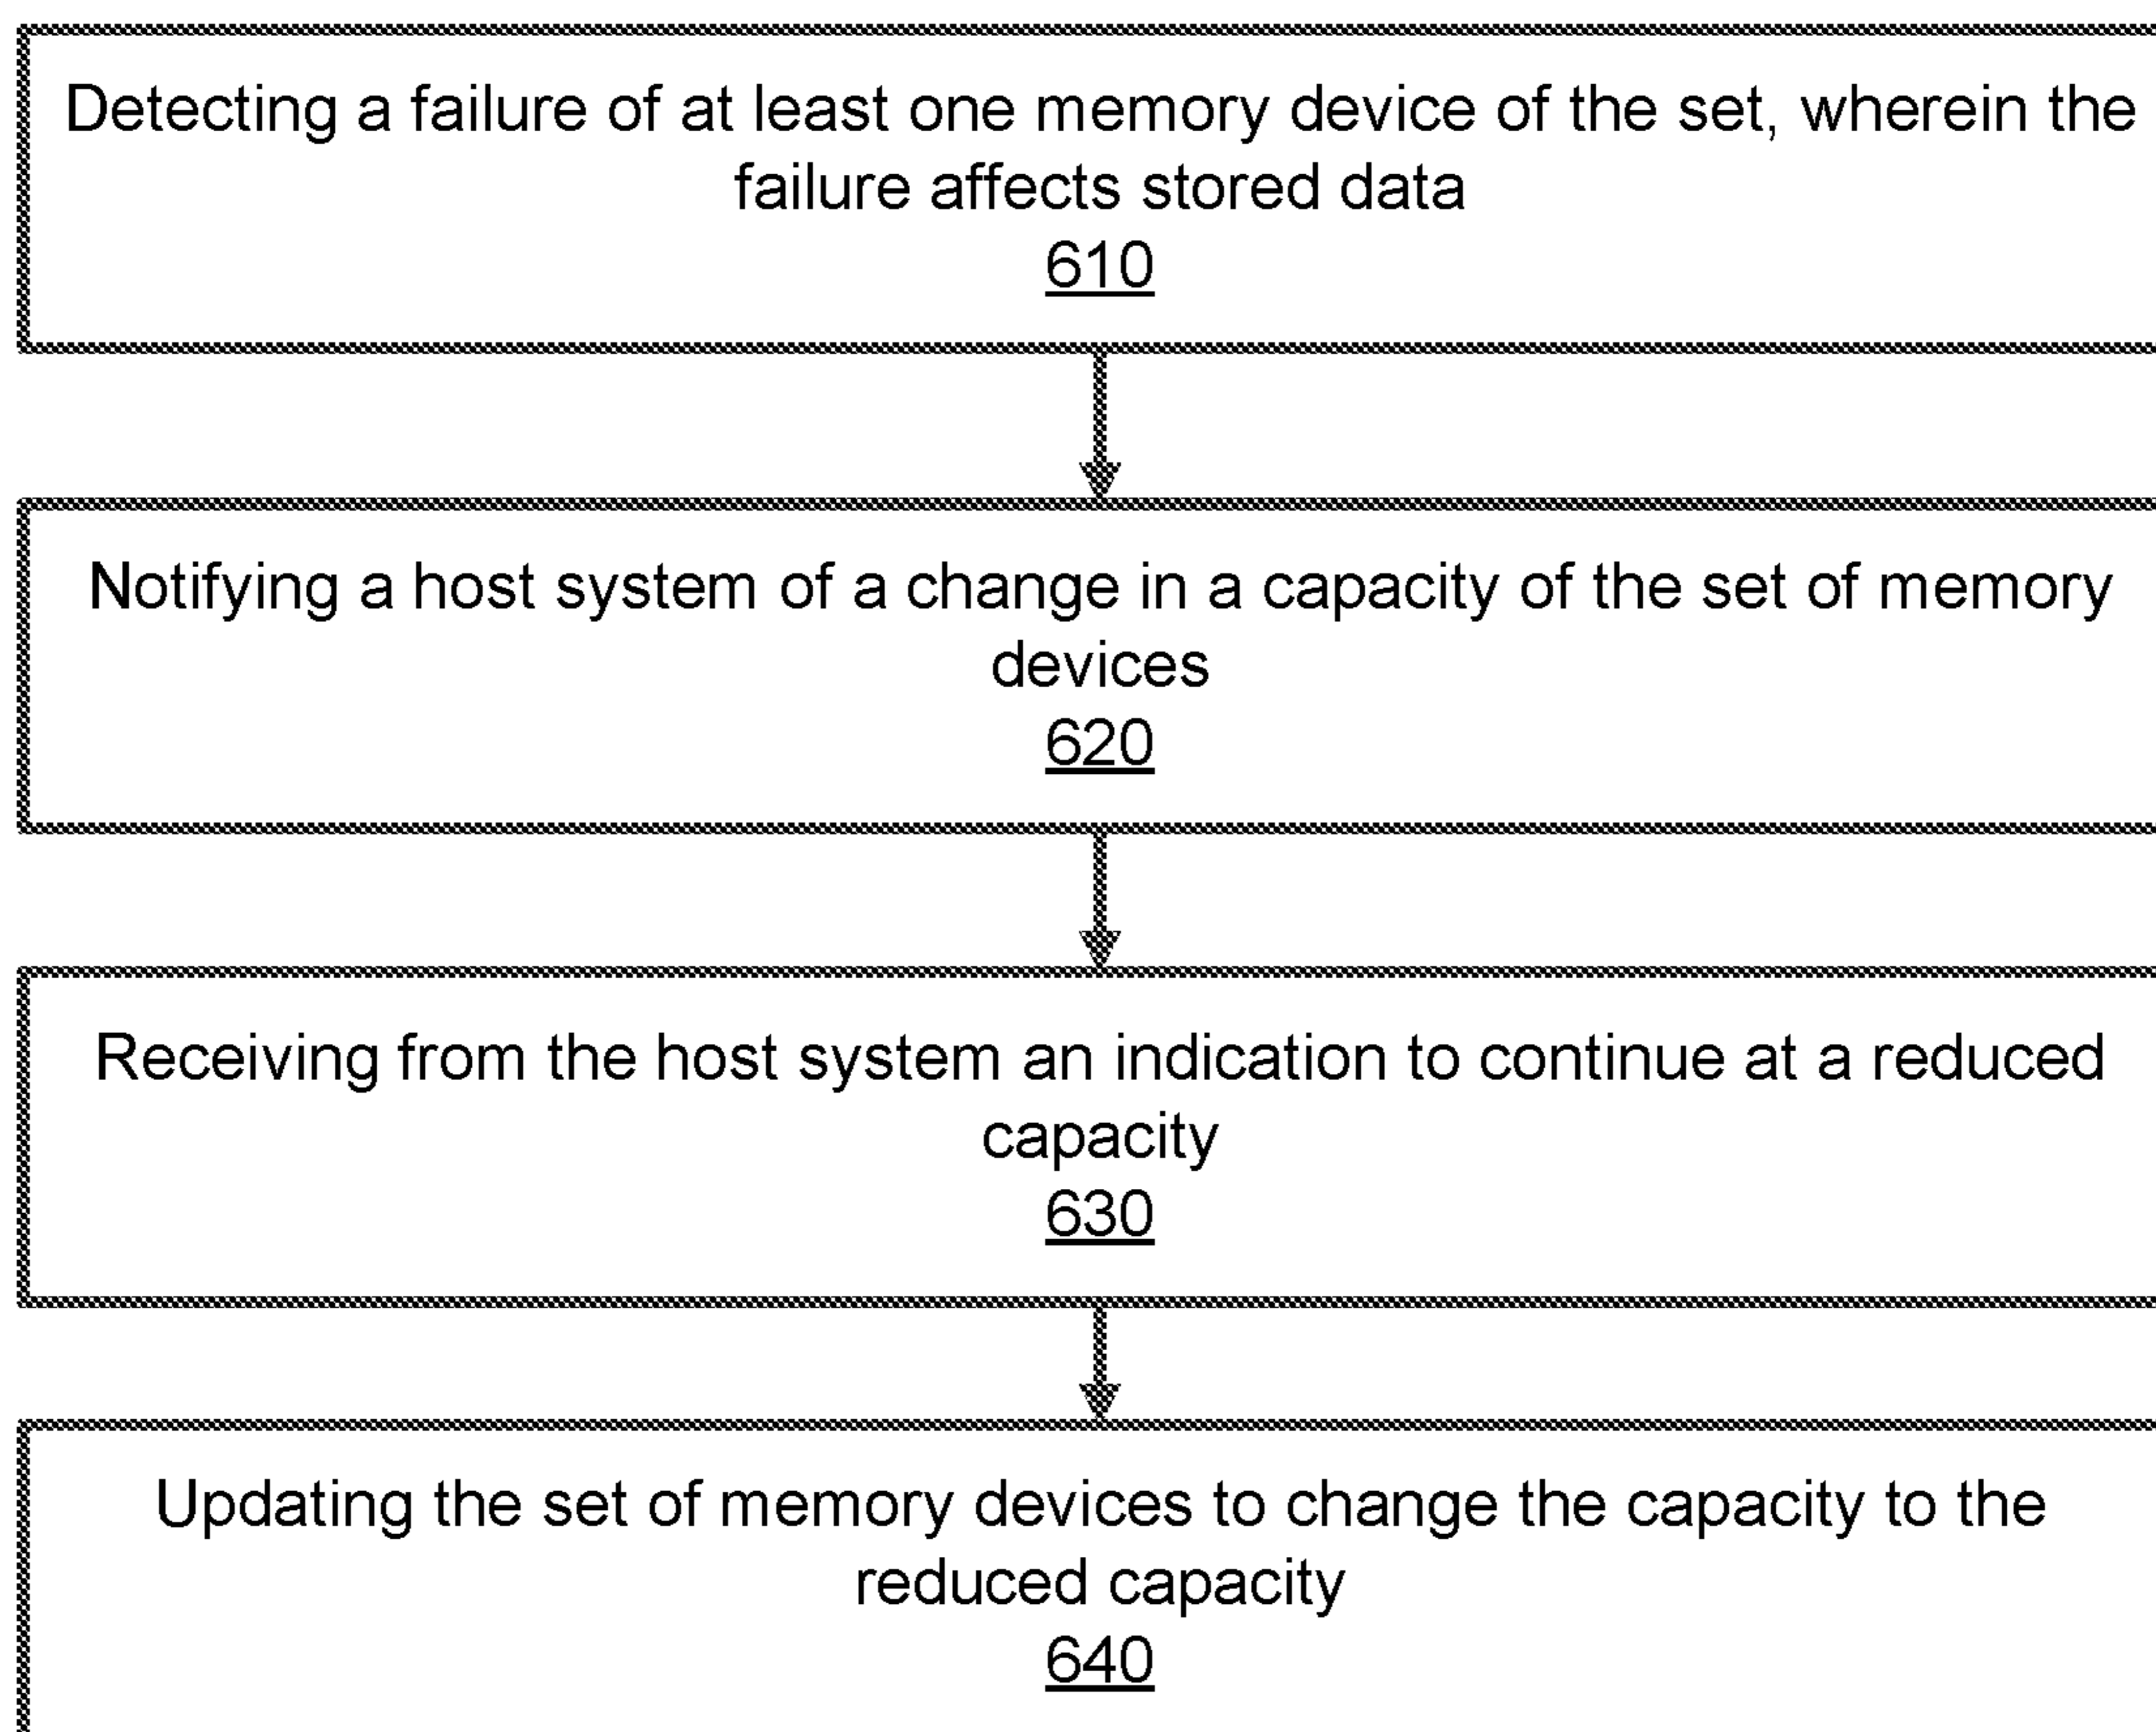 Detecting a failure of at least one memory device of the set, wherein the
failure affects stored data
610
Notifying a host system of a change in a capacity of the set of memory
devices
620
Receiving from the host system an indication to continue at a reduced
capacity
630
Updating the set of memory devices to change the capacity to the
reduced capacity
640